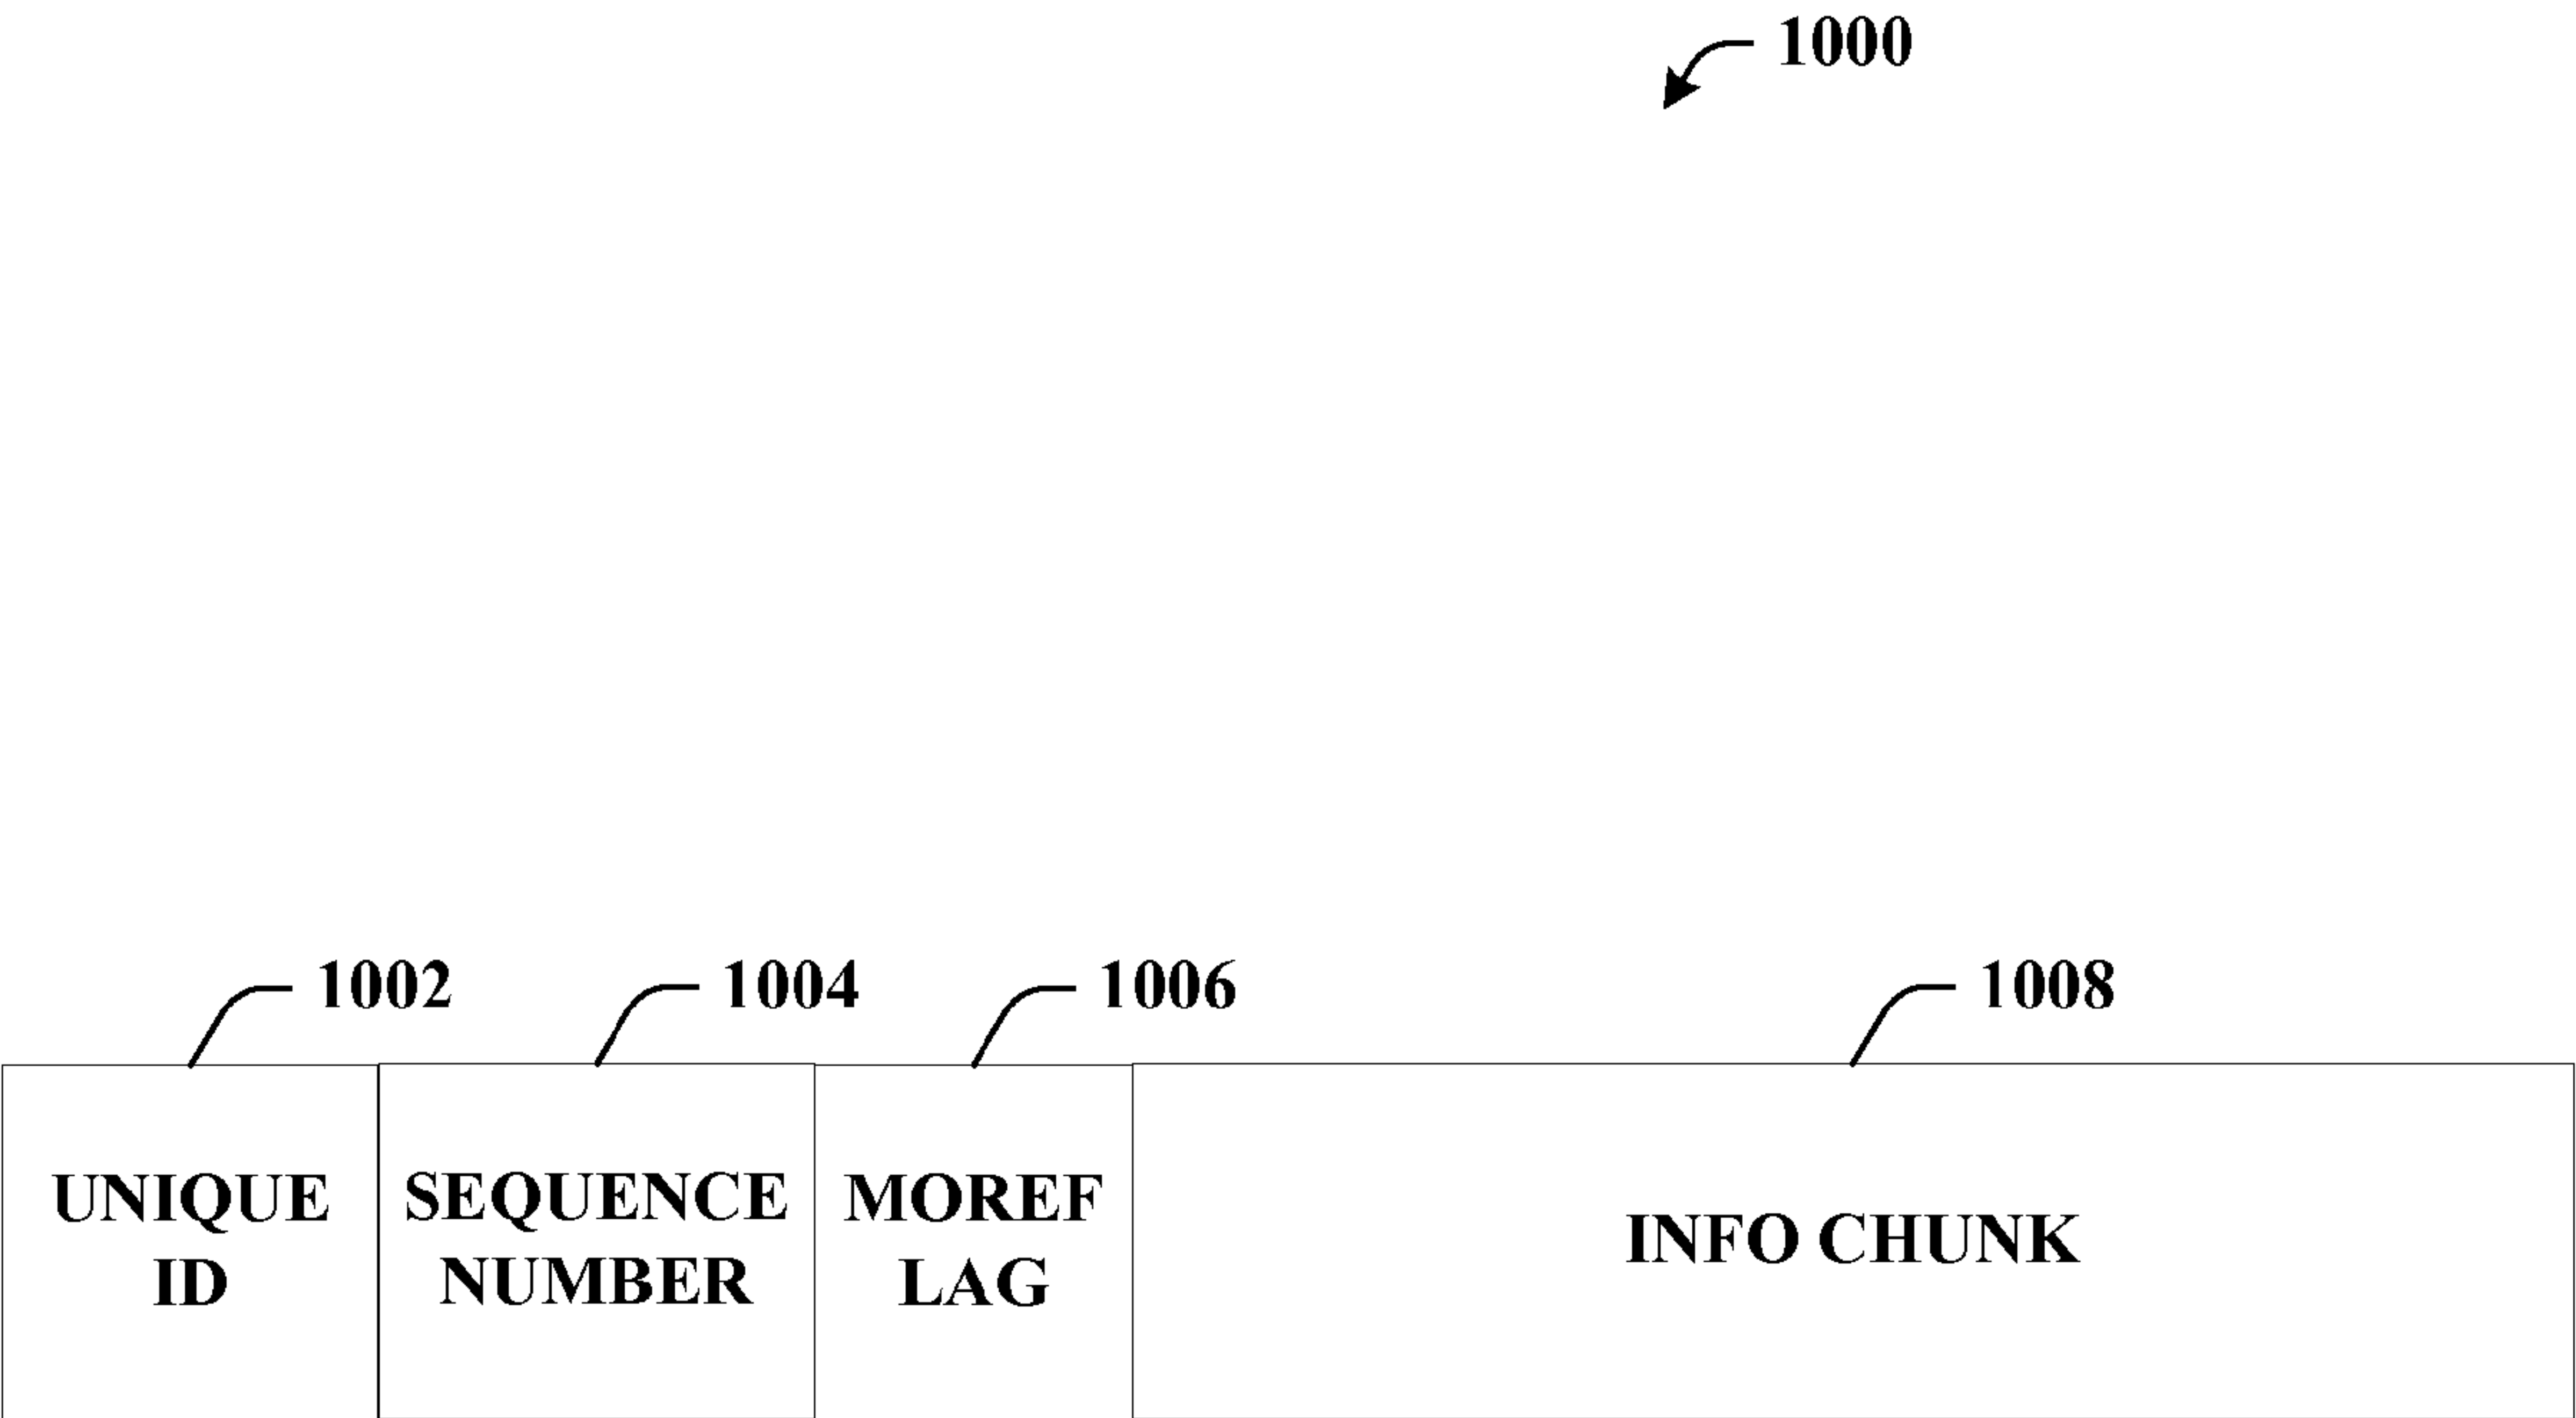 1000
1002 1004 1006 1008
UNIQUE ID
SEQUENCE NUMBER
MOREF LAG
INFO CHUNK